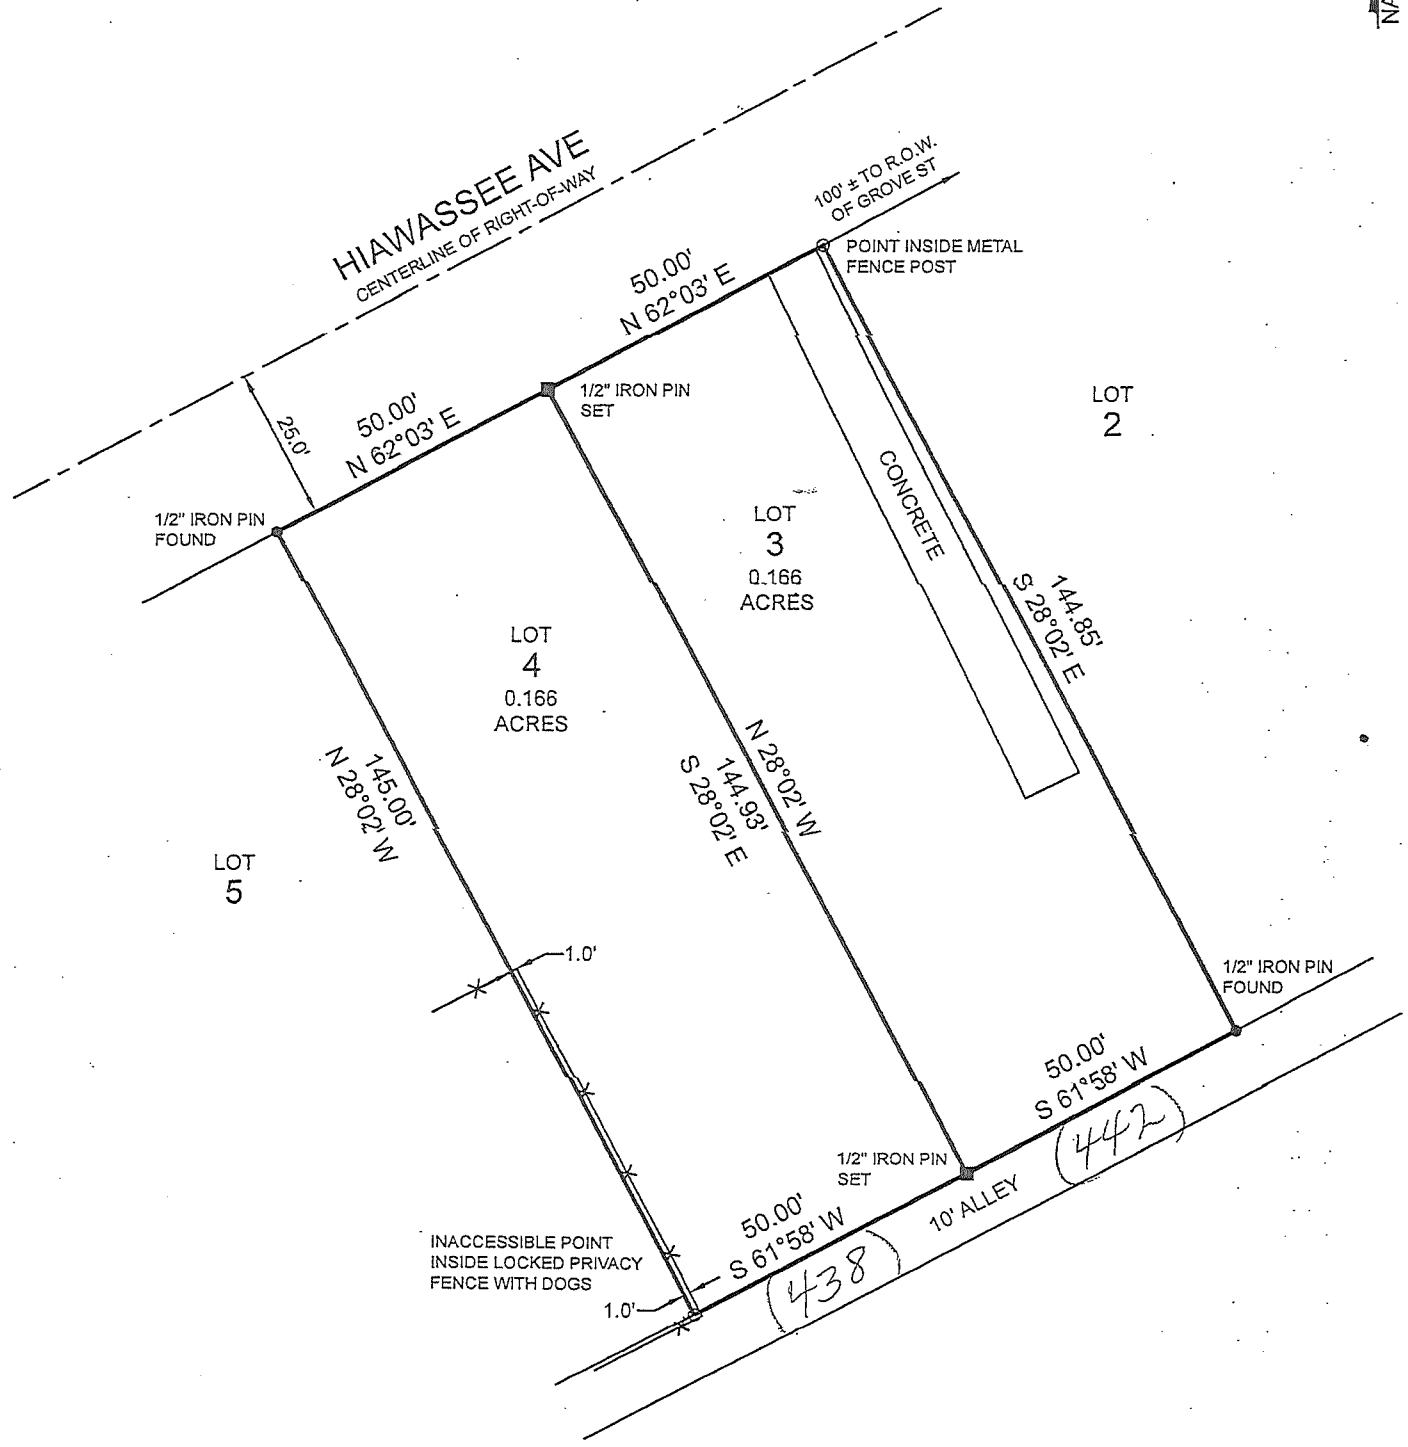 NA
HIAWASSEE AVE
CENTERLINE OF RIGHT-OF-WAY
100' ± TO R.O.W.
OF GROVE ST
POINT INSIDE METAL
FENCE POST
50.00'
N 62°03' E
1/2" IRON PIN
SET
50.00'
N 62°03' E
25.0'
1/2" IRON PIN
FOUND
LOT
2
CONCRETE
LOT
3
0.166
ACRES
144.85'
S 28°02' E
LOT
4
0.166
ACRES
N 28°02' W
144.93'
S 28°02' E
145.00'
N 28°02' W
LOT
5
1.0'
1/2" IRON PIN
FOUND
50.00'
S 61°58' W
(442)
1/2" IRON PIN
SET
10' ALLEY
50.00'
S 61°58' W
(438)
INACCESSIBLE POINT
INSIDE LOCKED PRIVACY
FENCE WITH DOGS
1.0'